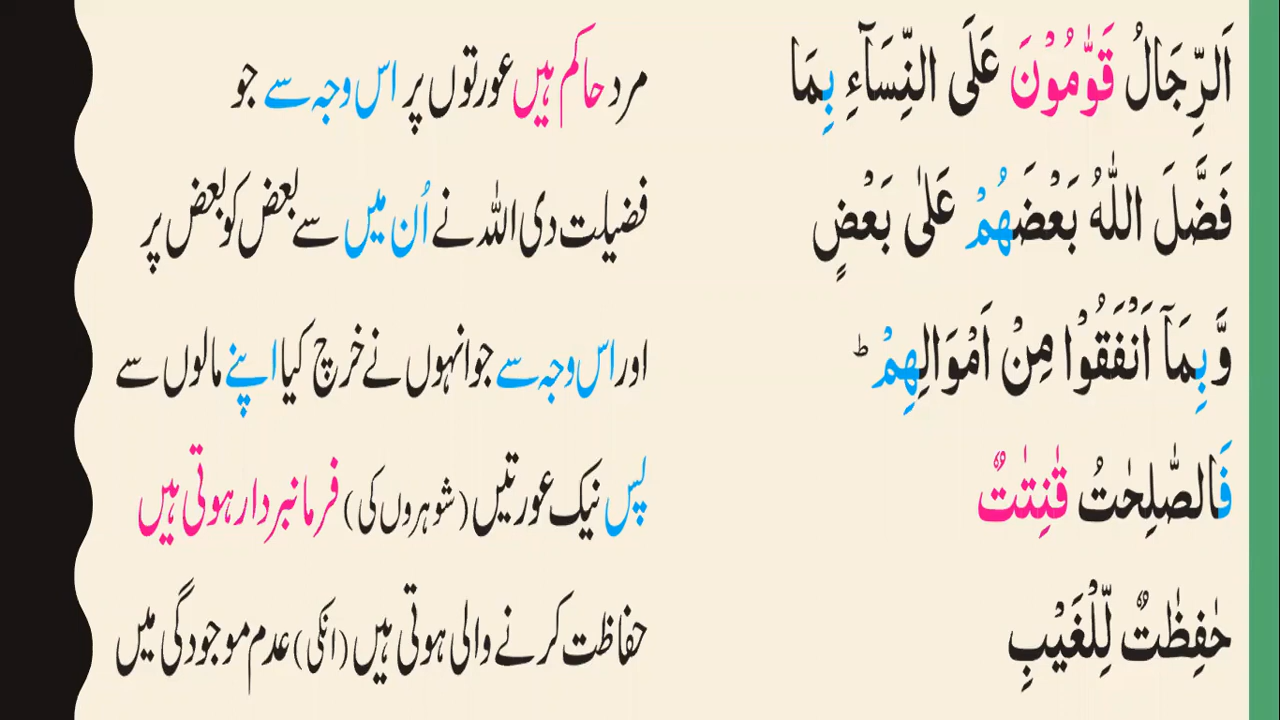 اَلرِّجَالُ قَوّٰمُوْنَ عَلَى النِّسَآءِ بِمَا
مرد حاکم ہیں عورتوں پر اس وجہ سے جو
فَضَّلَ اللّٰهُ بَعْضَهُمْ عَلٰى بَعْضٍ
فضیلت دی اللہ نے اُن میں سے بعض کو بعض پر
وَّبِمَآ اَنْفَقُوْا مِنْ اَمْوَالِهِمْ ؕ
اور اس وجہ سے جو انہوں نے خرچ کیا اپنے مالوں سے
فَالصّٰلِحٰتُ قٰنِتٰتٌ
پس نیک عورتیں (شوہروں کی) فرمانبردار ہوتی ہیں
حٰفِظٰتٌ لِّلْغَيْبِ
حفاظت کرنے والی ہوتی ہیں (انکی) عدم موجودگی میں